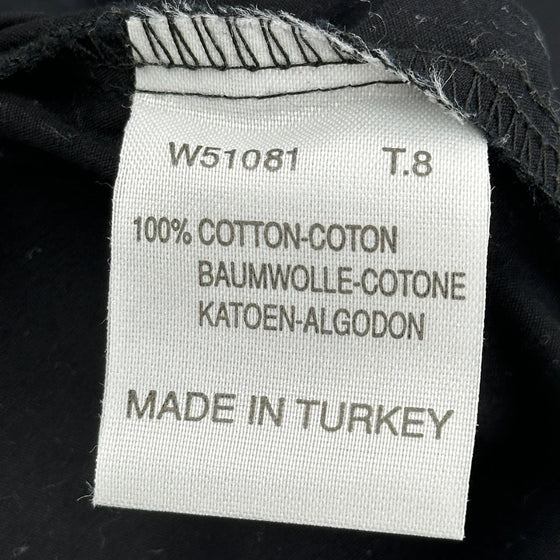 W51081 T.8
100% COTTON-COTON
BAUMWOLLE-COTONE
KATOEN-ALGODON
MADE IN TURKEY